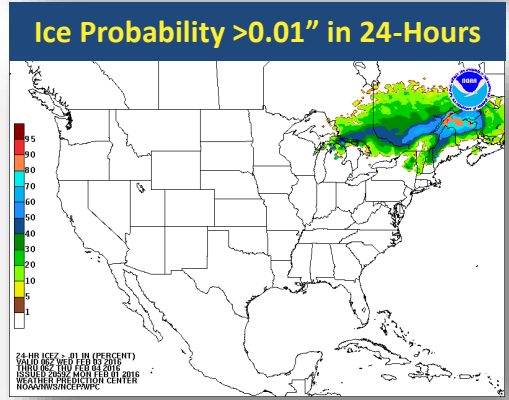 Ice Probability >0.01” in 24-Hours
NOAA
95
90
80
70
60
50
40
30
20
10
5
1
24-HR ICEZ > .01 IN (PERCENT)
VALID 06Z WED FEB 03 2016
THRU 06Z THU FEB 04 2016
ISSUED 2059Z MON FEB 01 2016
WEATHER PREDICTION CENTER
NOAA/NWS/NCEP/WPC